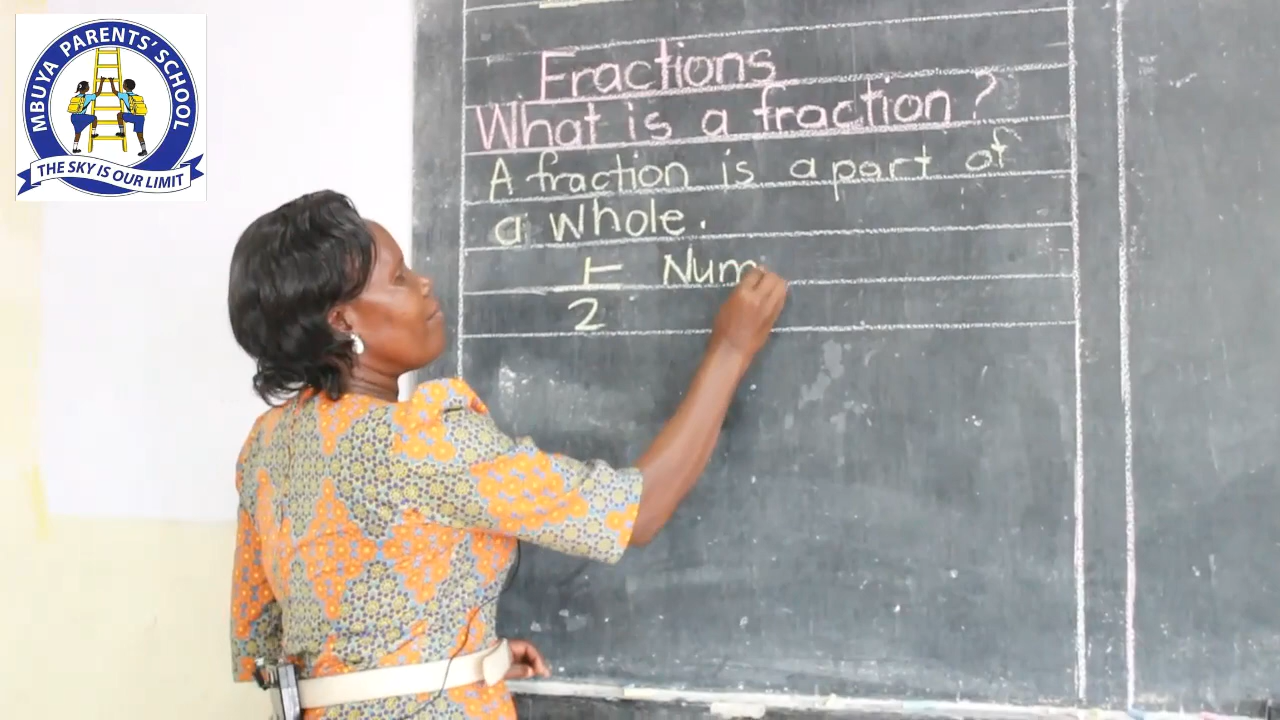 MBUYA PARENTS' SCHOOL
THE SKY IS OUR LIMIT
Fractions
What is a fraction?
A fraction is a part of
a whole.
1 Num
2